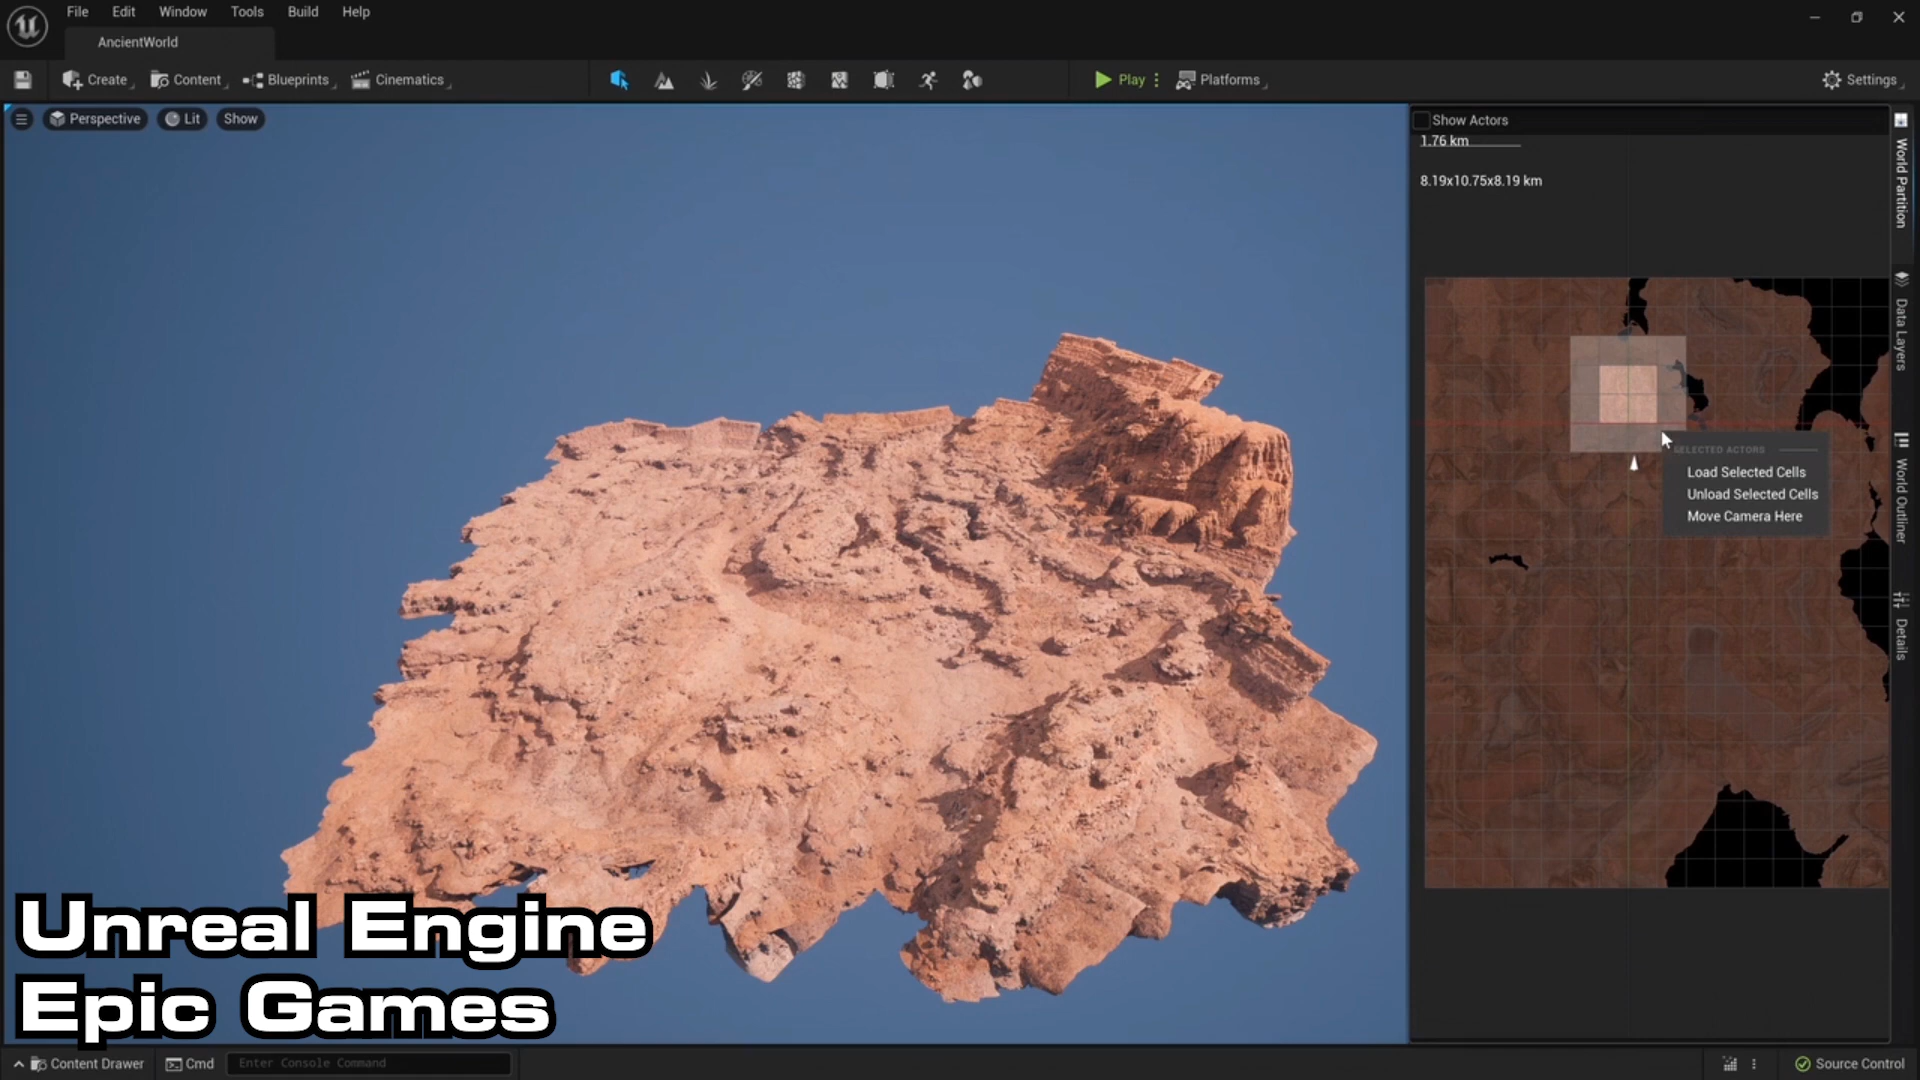 File Edit Window Tools Build Help
AncientWorld
Create Content Blueprints Cinematics Play Platforms Settings
Perspective Lit Show
Show Actors
1.76 km
8.19x10.75x8.19 km
World Partition
Data Layers
World Outliner
Details
SELECTED ACTORS
Load Selected Cells
Unload Selected Cells
Move Camera Here
Unreal Engine
Epic Games
Content Drawer Cmd Enter Console Command Source Control